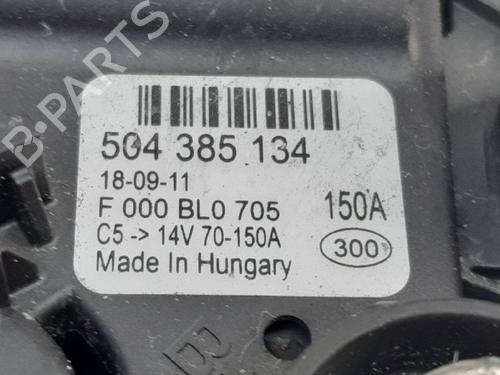 B-PARTS
504 385 134
18-09-11
F 000 BL0 705 150A
C5 -> 14V 70-150A 300
Made In Hungary